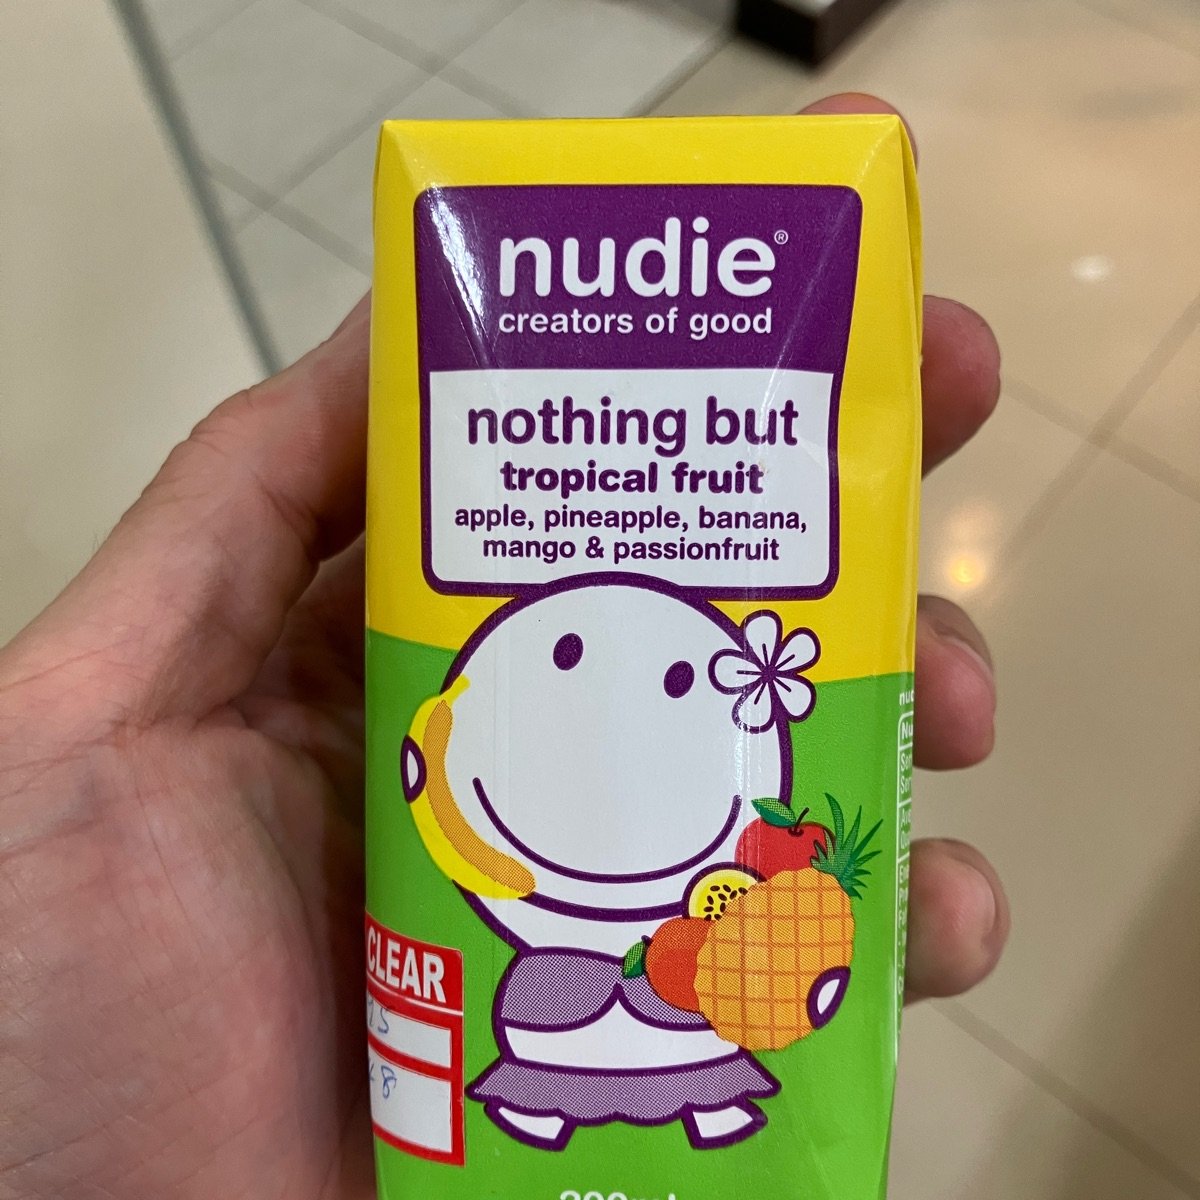 nudie®
creators of good
nothing but
tropical fruit
apple, pineapple, banana,
mango & passionfruit
CLEAR